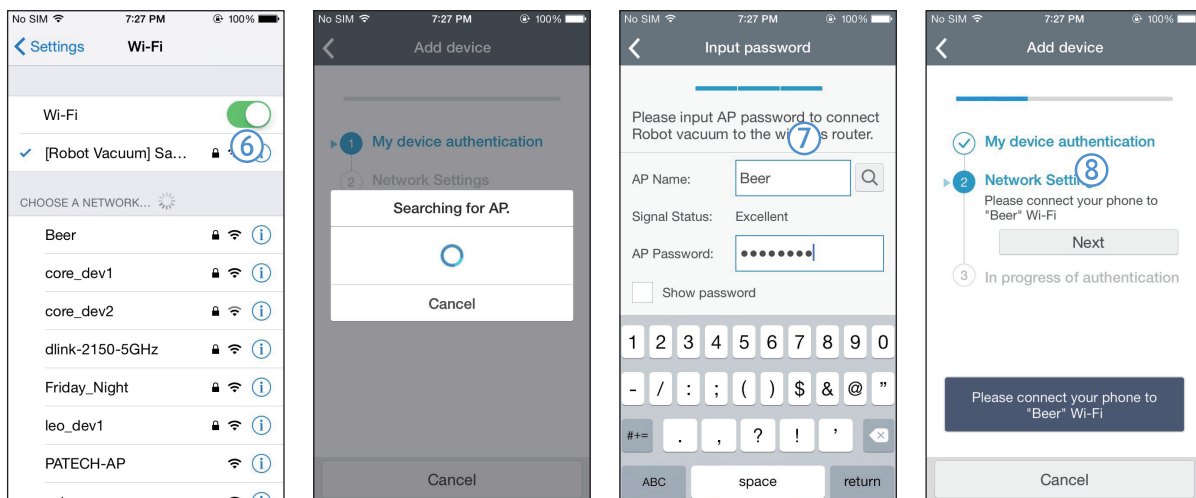 No SIM 7:27 PM 100%
Settings Wi-Fi
Wi-Fi
6
[Robot Vacuum] Sa...
CHOOSE A NETWORK...
Beer
core_dev1
core_dev2
dlink-2150-5GHz
Friday_Night
leo_dev1
PATECH-AP
No SIM 7:27 PM 100%
Add device
1 My device authentication
2 Network Settings
Searching for AP.
Cancel
Cancel
No SIM 7:27 PM 100%
Input password
Please input AP password to connect
Robot vacuum to the router.
7
AP Name: Beer
Signal Status: Excellent
AP Password: ●●●●●●●●
Show password
1 2 3 4 5 6 7 8 9 0
- / : ; ( ) $ & @ ”
#+= . , ? ! ’
ABC space return
No SIM 7:27 PM 100%
Add device
My device authentication
8
2 Network
Please connect your phone to
"Beer" Wi-Fi
Next
3 In progress of authentication
Please connect your phone to
"Beer" Wi-Fi
Cancel